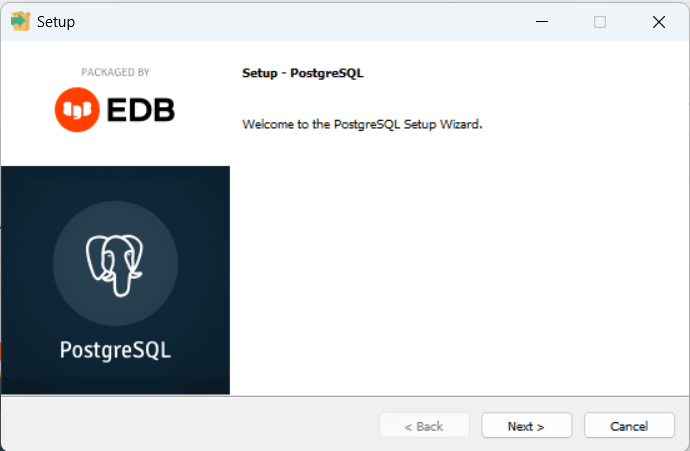 Setup
PACKAGED BY
EDB
Setup - PostgreSQL
Welcome to the PostgreSQL Setup Wizard.
PostgreSQL
< Back
Next >
Cancel